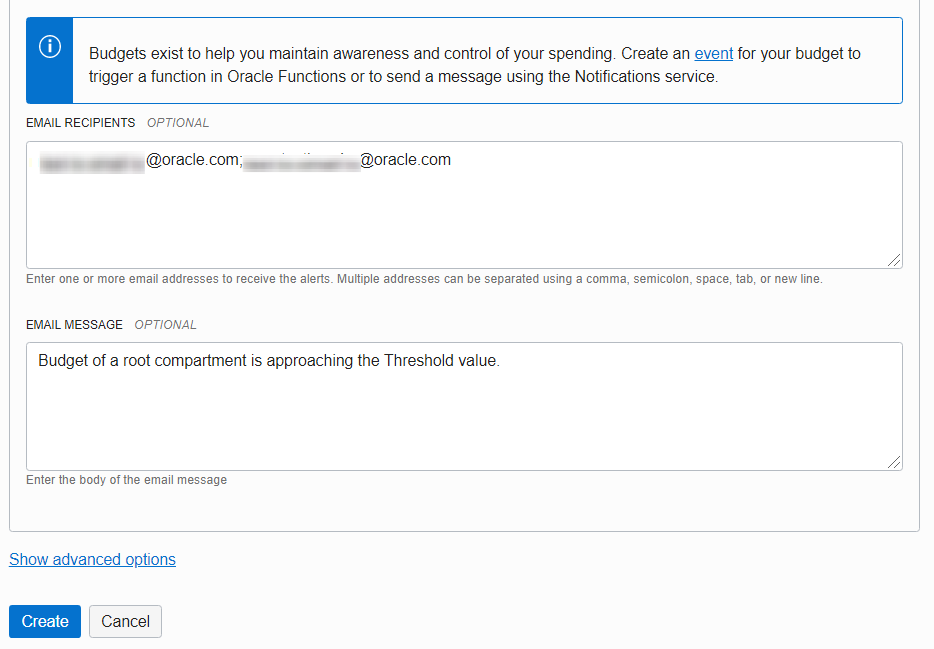 Budgets exist to help you maintain awareness and control of your spending. Create an event for your budget to
trigger a function in Oracle Functions or to send a message using the Notifications service.
EMAIL RECIPIENTS OPTIONAL
@oracle.com; @oracle.com
Enter one or more email addresses to receive the alerts. Multiple addresses can be separated using a comma, semicolon, space, tab, or new line.
EMAIL MESSAGE OPTIONAL
Budget of a root compartment is approaching the Threshold value.
Enter the body of the email message
Show advanced options
Create Cancel